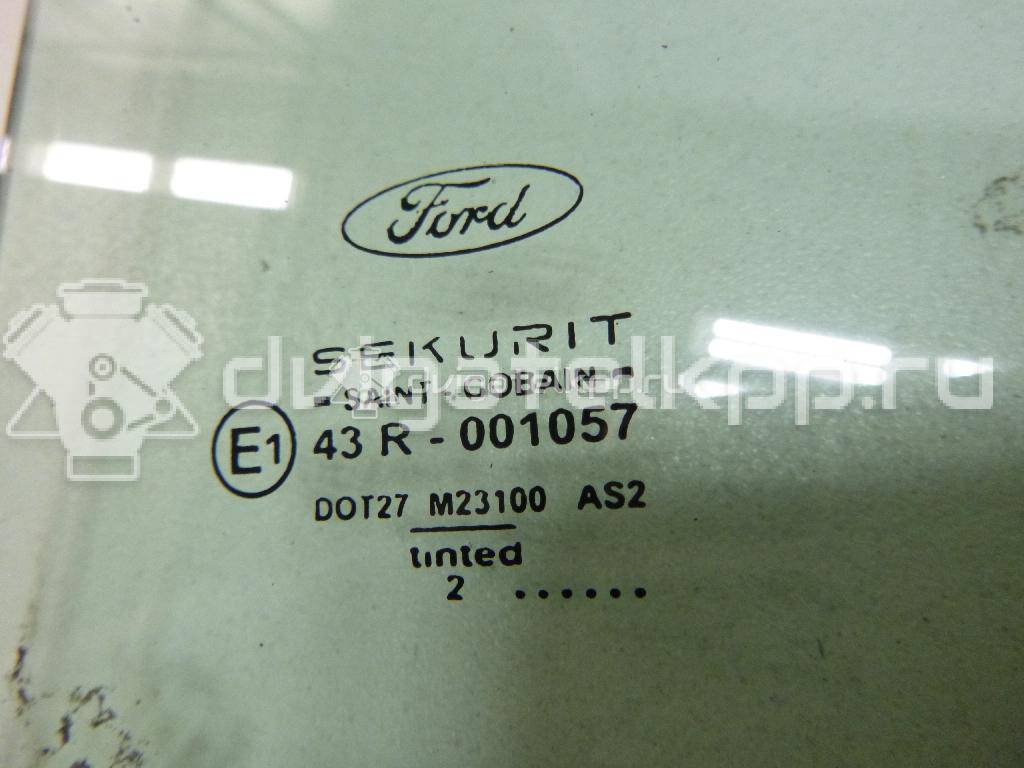 Ford
SEKURIT
- SAINT - GOBAIN -
E1 43 R - 001057
DOT27 M23100 AS2
tinted
2 ......
dvigatelkpp.ru